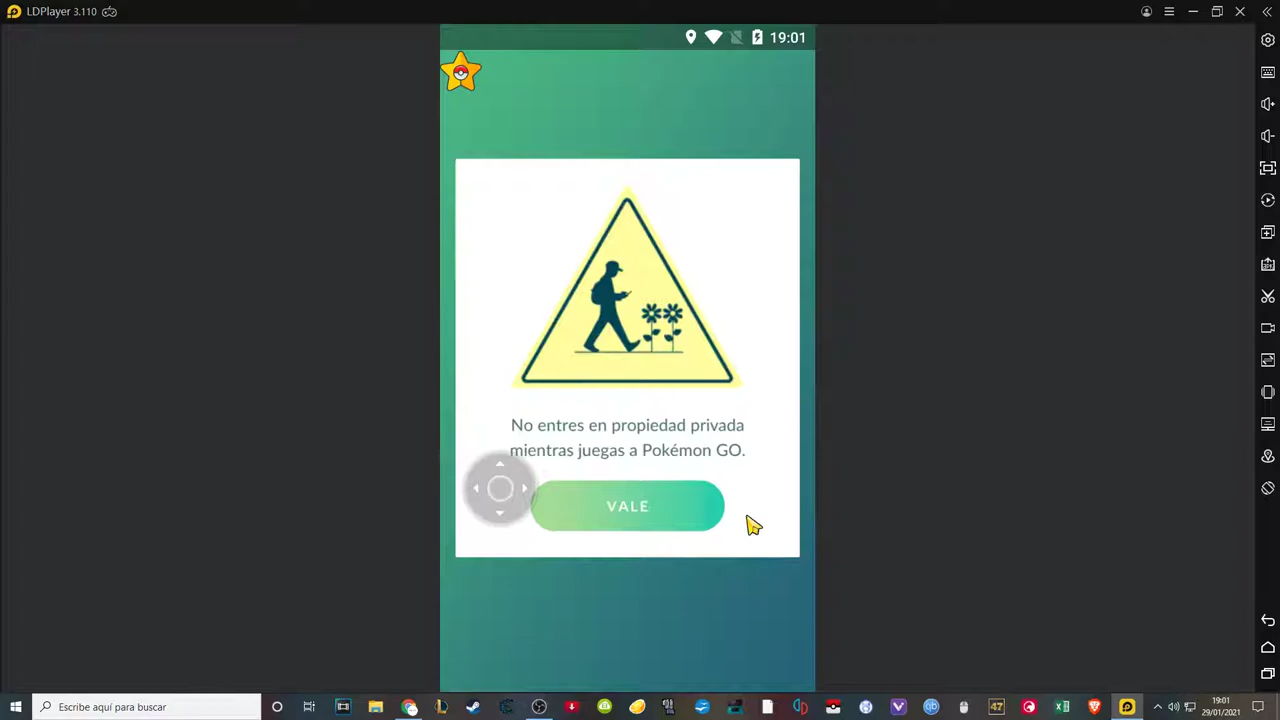 LDPlayer 3.110
19:01
No entres en propiedad privada
mientras juegas a Pokémon GO.
VALE
Escribe aquí para buscar
47
19:01
29/01/2021